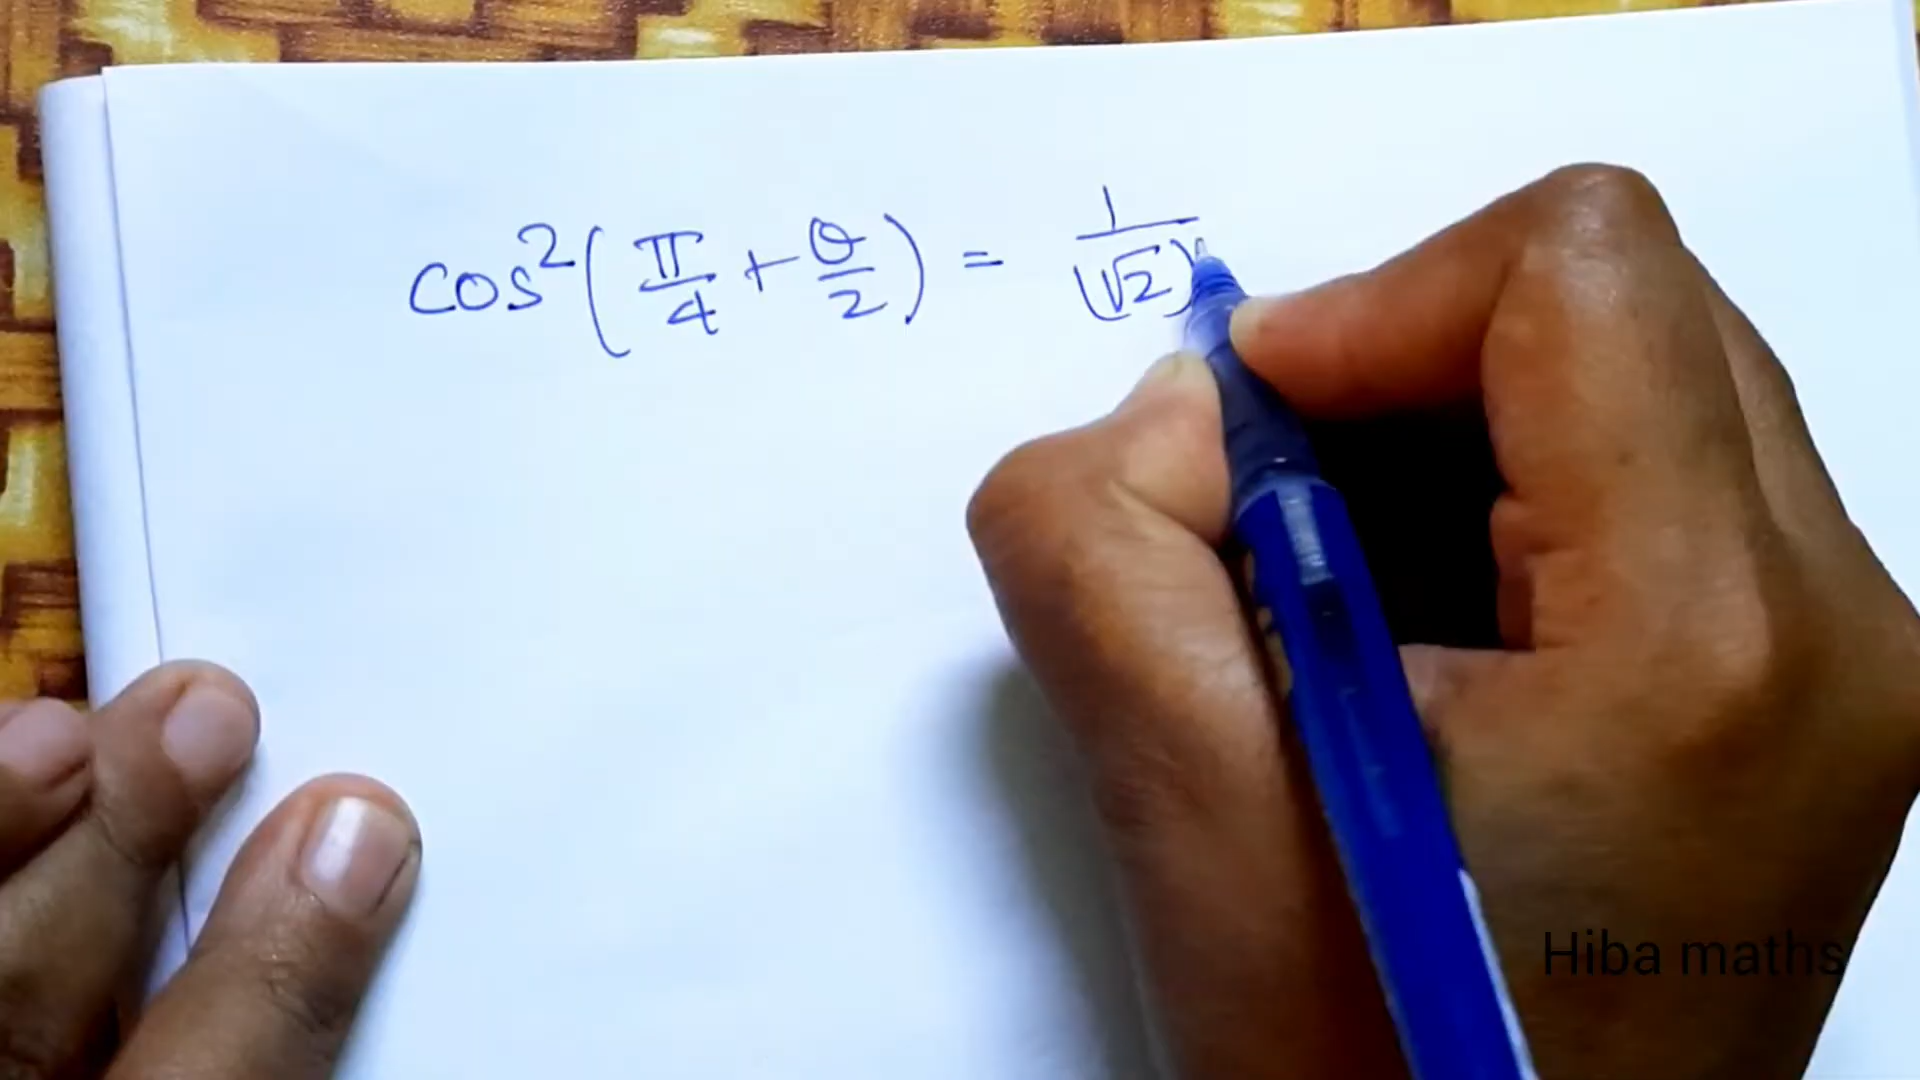 cos²(π/4 + θ/2) = 1/(√2)
Hiba maths